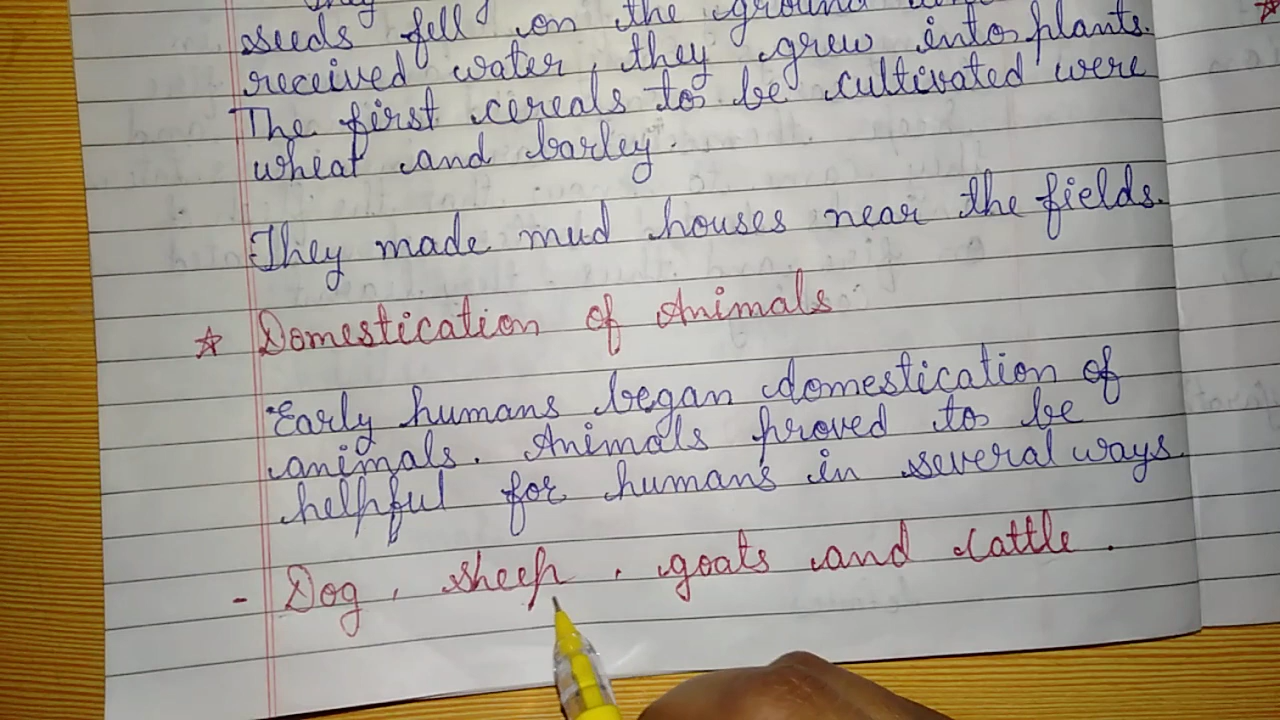 They
seeds fell on the ground
received water, they grew into plants.
The first cereals to be cultivated were
wheat and barley.
They made mud houses near the fields.
☆ Domestication of Animals
Early humans began domestication of
animals. Animals proved to be
helpful for humans in several ways
- Dog, sheep, goats and cattle.